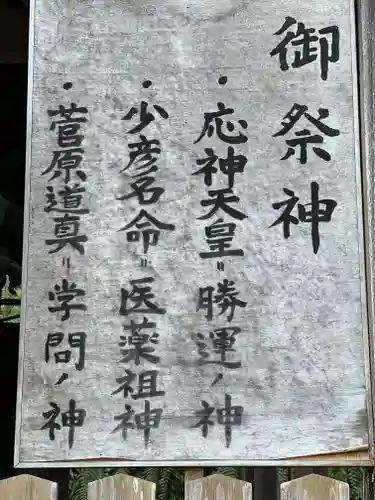 御祭神
・応神天皇＝勝運ノ神
・少彦名命＝医薬祖神
・菅原道真＝学問ノ神